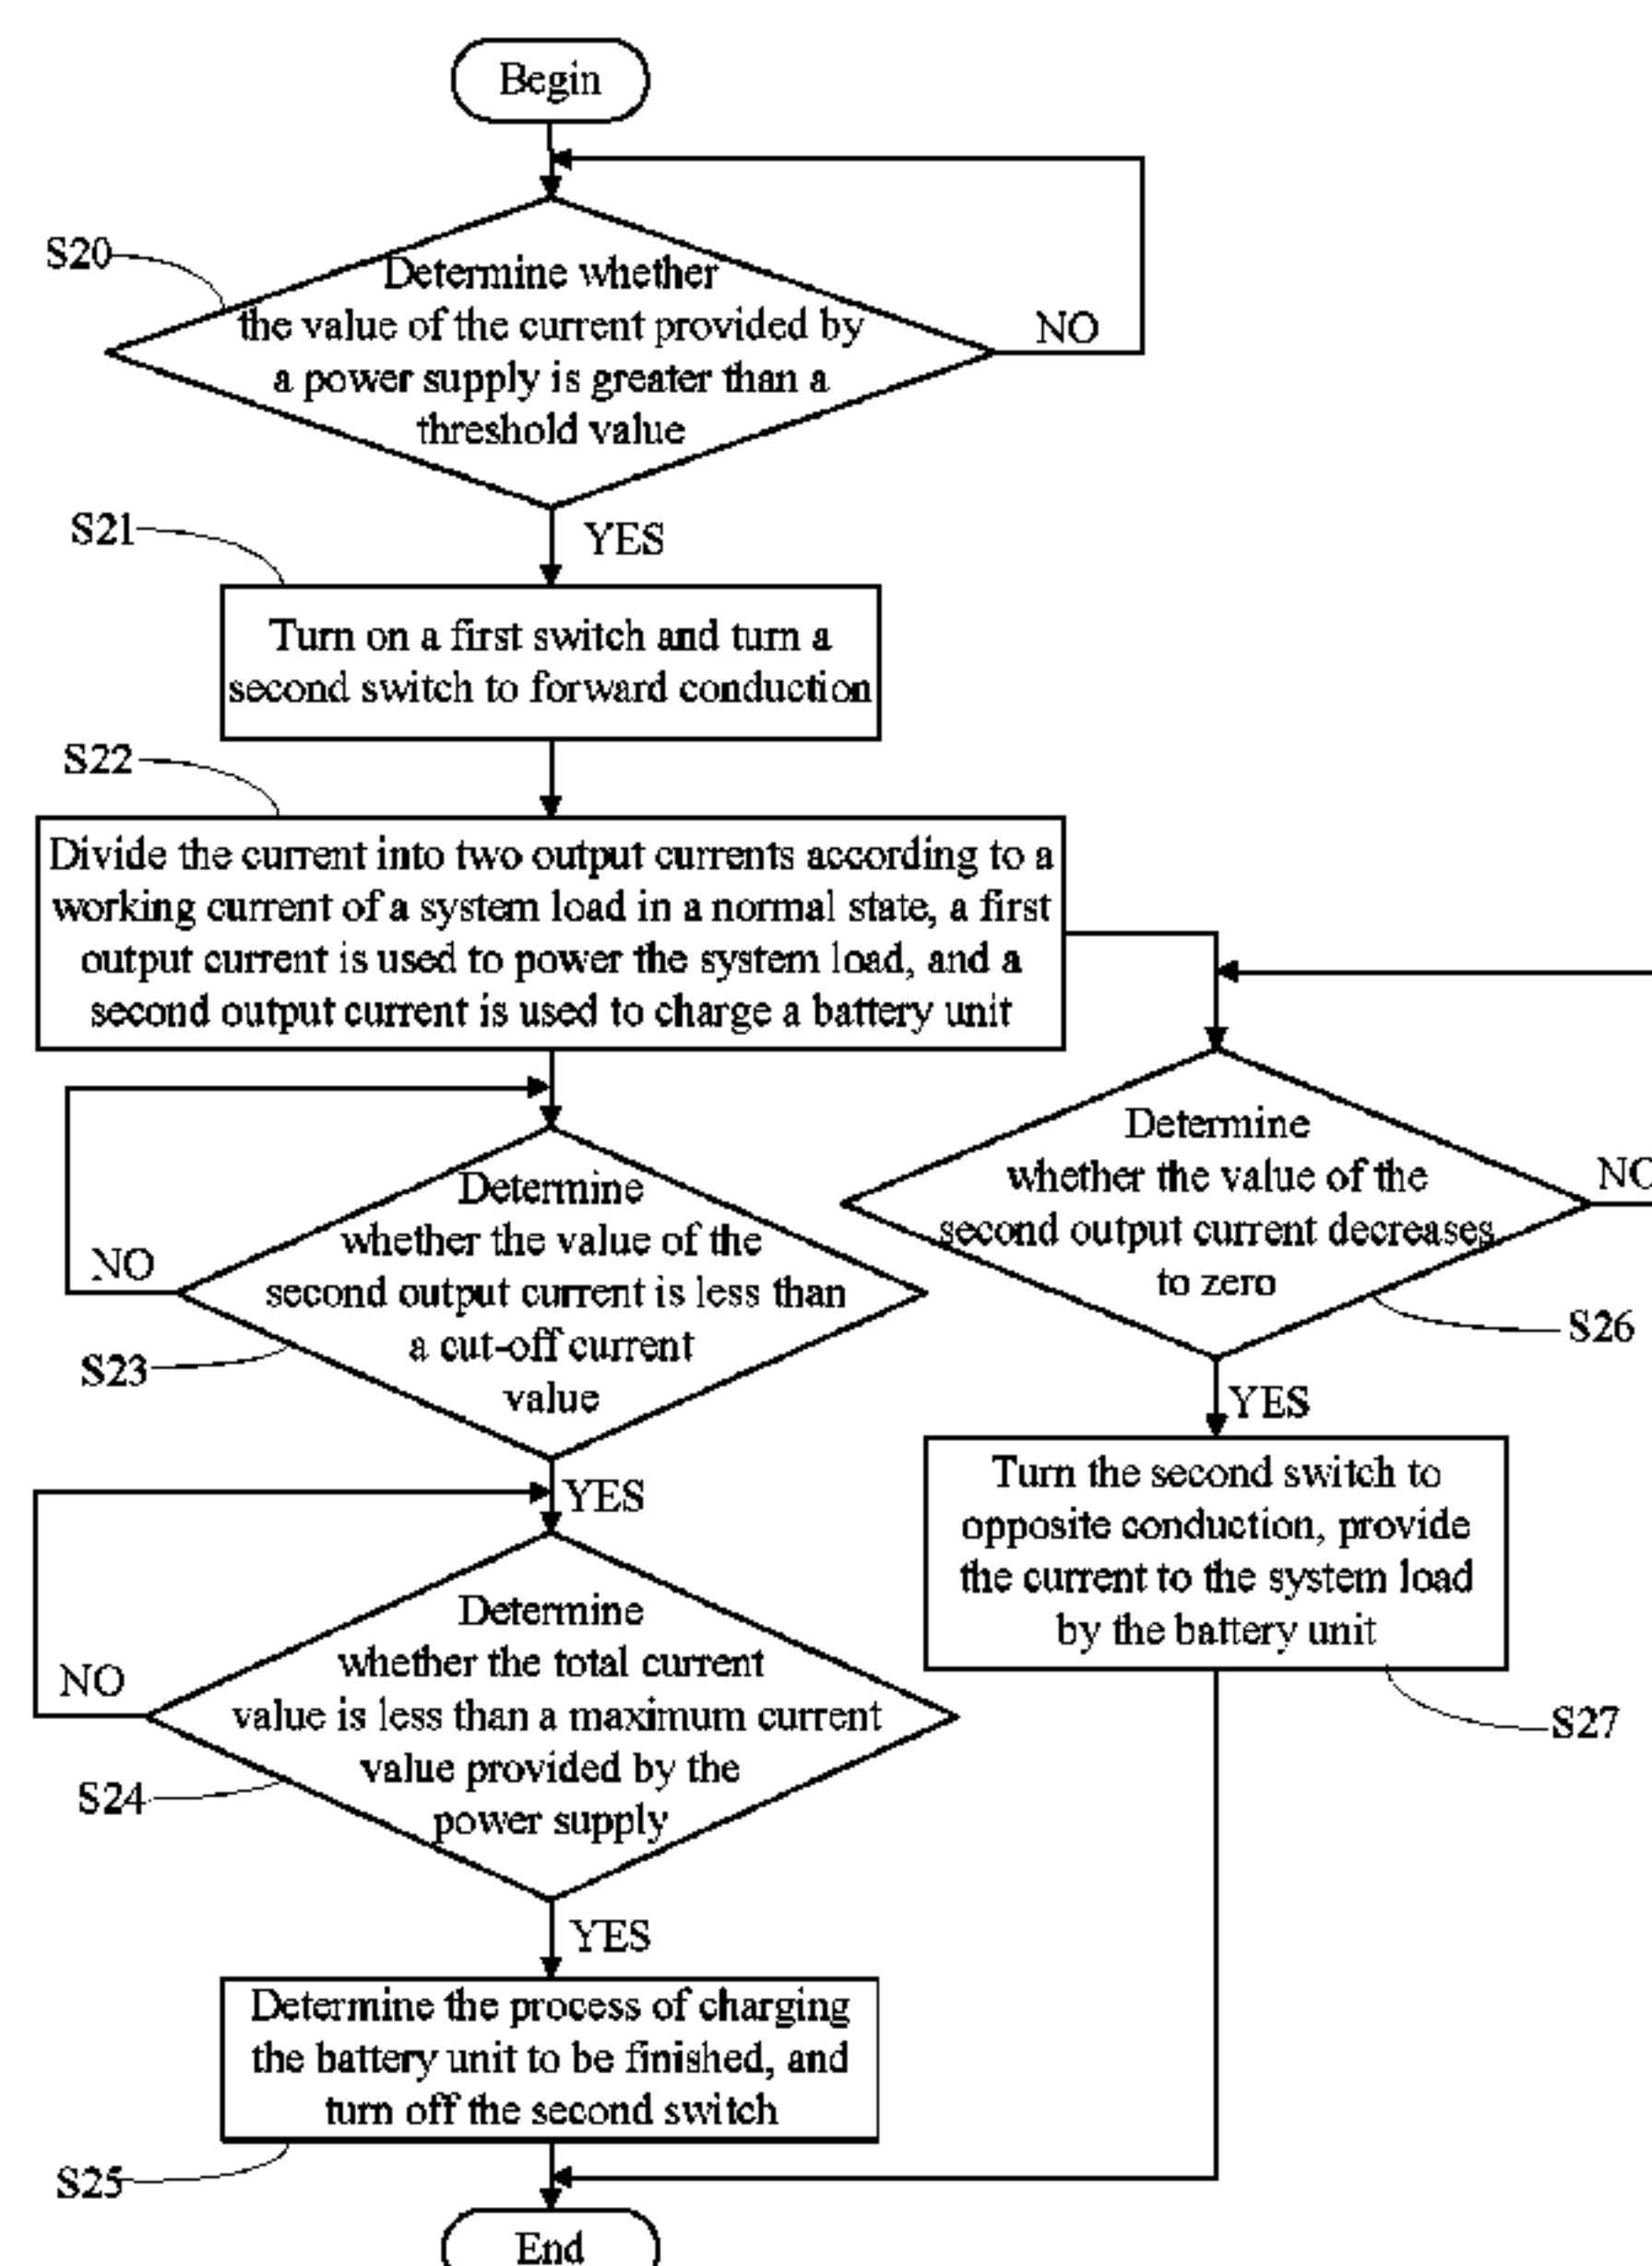 Begin
S20
Determine whether
the value of the current provided by
a power supply is greater than a
threshold value
NO
YES
S21
Turn on a first switch and turn a
second switch to forward conduction
S22
Divide the current into two output currents according to a
working current of a system load in a normal state, a first
output current is used to power the system load, and a
second output current is used to charge a battery unit
Determine
whether the value of the
second output current is less than
a cut-off current
value
NO
S23
YES
Determine
whether the value of the
second output current decreases
to zero
NO
S26
YES
Turn the second switch to
opposite conduction, provide
the current to the system load
by the battery unit
S27
Determine
whether the total current
value is less than a maximum current
value provided by the
power supply
NO
S24
YES
Determine the process of charging
the battery unit to be finished, and
turn off the second switch
S25
End